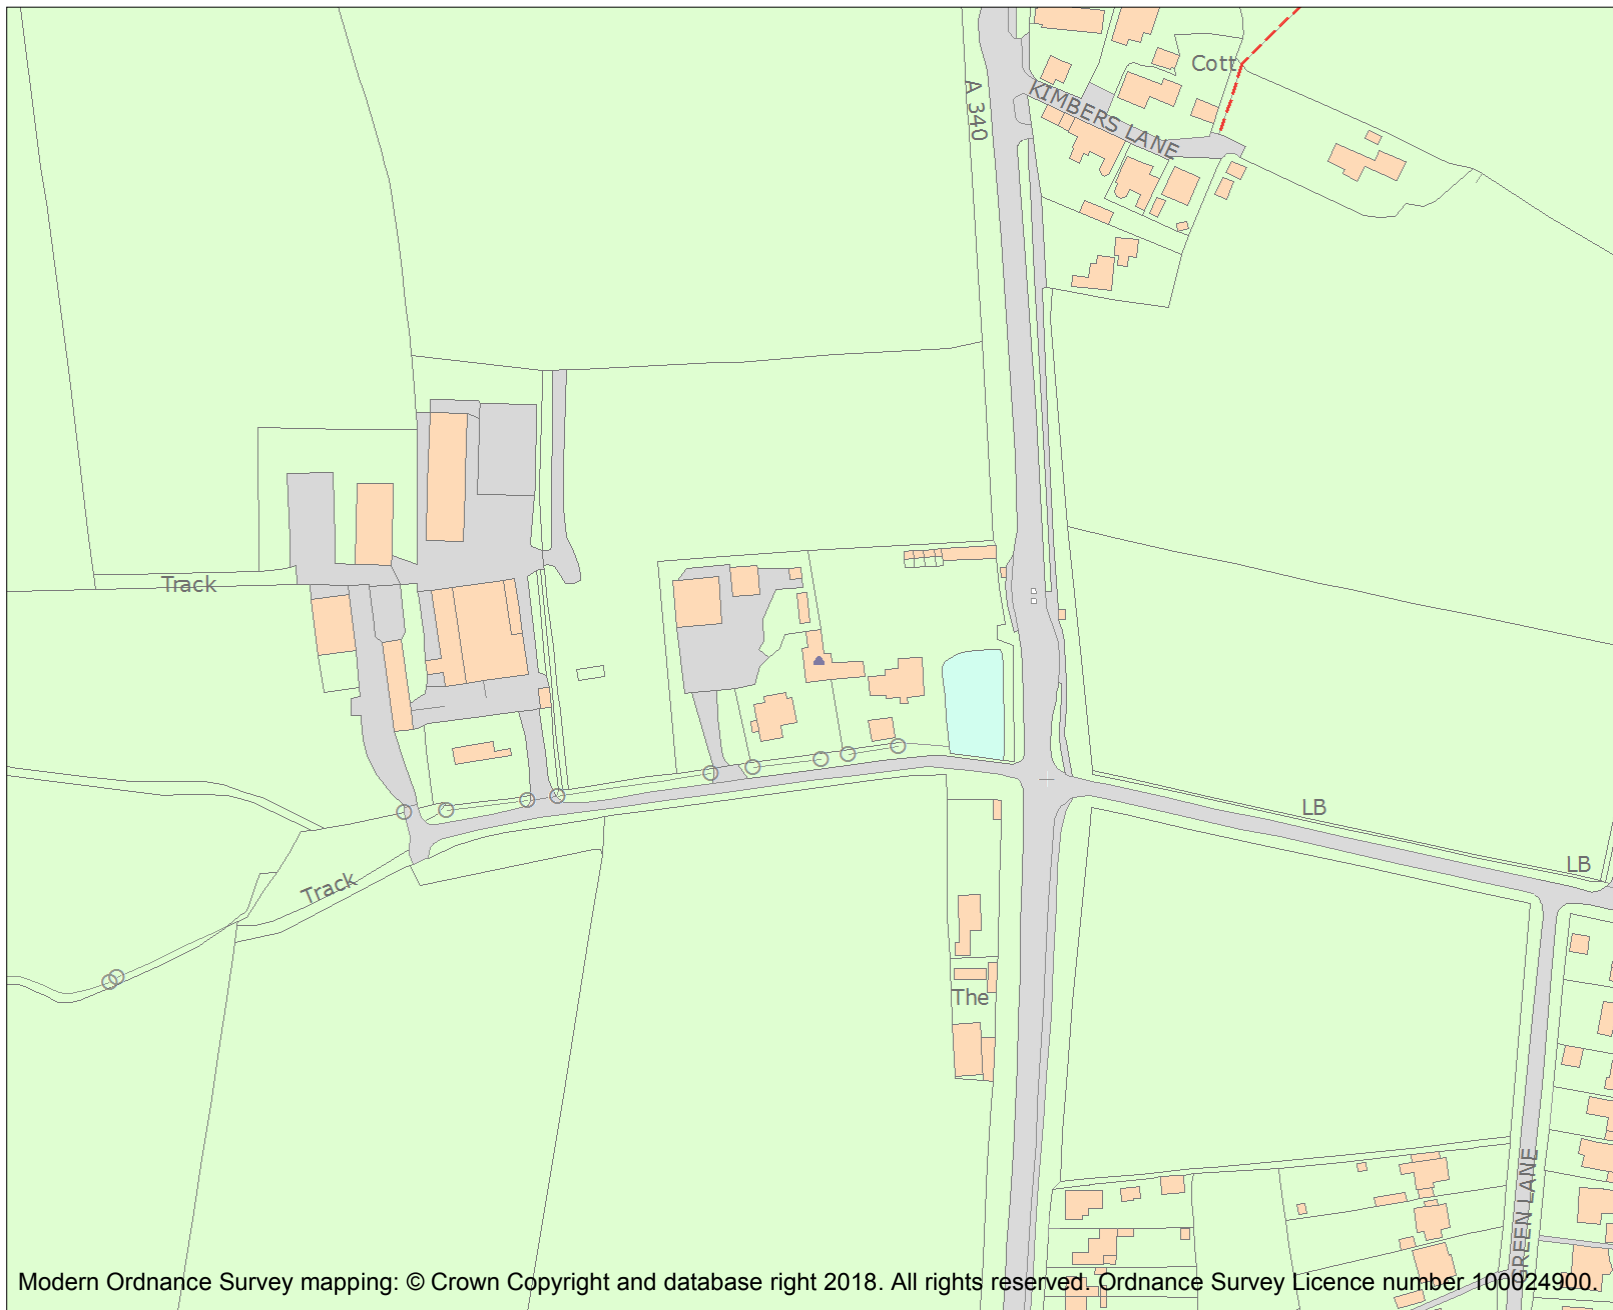 Cott
A 340
KIMBERS LANE
Track
LB
LB
Track
The
REEN LANE
Modern Ordnance Survey mapping: © Crown Copyright and database right 2018. All rights reserved. Ordnance Survey Licence number 100024900.